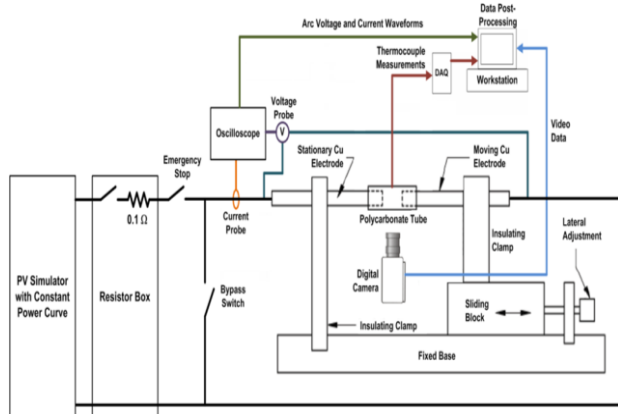 Arc Voltage and Current Waveforms
Data Post-
Processing
Thermocouple
Measurements
DAQ
Workstation
Voltage
Probe
Oscilloscope
V
Video
Data
Emergency
Stop
Stationary Cu
Electrode
Moving Cu
Electrode
0.1 Ω
Current
Probe
Polycarbonate Tube
Insulating
Clamp
Lateral
Adjustment
PV Simulator
with Constant
Power Curve
Resistor Box
Bypass
Switch
Digital
Camera
Sliding
Block
Insulating Clamp
Fixed Base